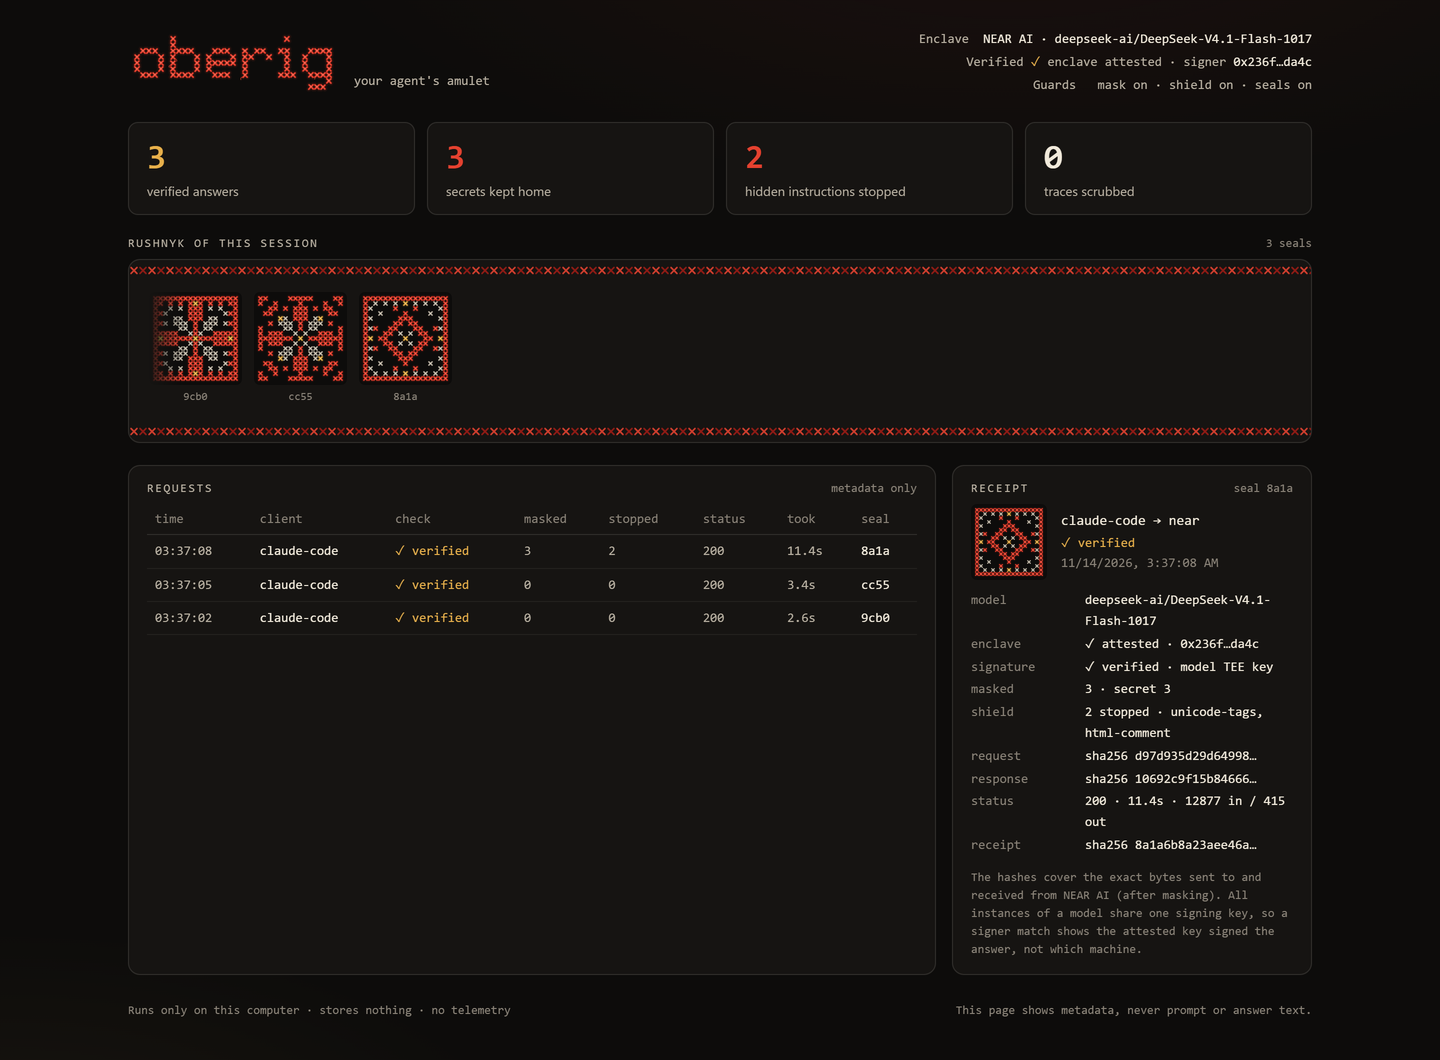 oberig
your agent's amulet
Enclave NEAR AI · deepseek-ai/DeepSeek-V4.1-Flash-1017
Verified ✓ enclave attested · signer 0x236f…da4c
Guards mask on · shield on · seals on
3
verified answers
3
secrets kept home
2
hidden instructions stopped
0
traces scrubbed
RUSHNYK OF THIS SESSION
3 seals
9cb0 cc55 8a1a
REQUESTS
metadata only
time client check masked stopped status took seal
03:37:08 claude-code ✓ verified 3 2 200 11.4s 8a1a
03:37:05 claude-code ✓ verified 0 0 200 3.4s cc55
03:37:02 claude-code ✓ verified 0 0 200 2.6s 9cb0
RECEIPT
seal 8a1a
claude-code → near
✓ verified
11/14/2026, 3:37:08 AM
model deepseek-ai/DeepSeek-V4.1-
Flash-1017
enclave ✓ attested · 0x236f…da4c
signature ✓ verified · model TEE key
masked 3 · secret 3
shield 2 stopped · unicode-tags,
html-comment
request sha256 d97d935d29d64998…
response sha256 10692c9f15b84666…
status 200 · 11.4s · 12877 in / 415
out
receipt sha256 8a1a6b8a23aee46a…
The hashes cover the exact bytes sent to and
received from NEAR AI (after masking). All
instances of a model share one signing key, so a
signer match shows the attested key signed the
answer, not which machine.
Runs only on this computer · stores nothing · no telemetry
This page shows metadata, never prompt or answer text.